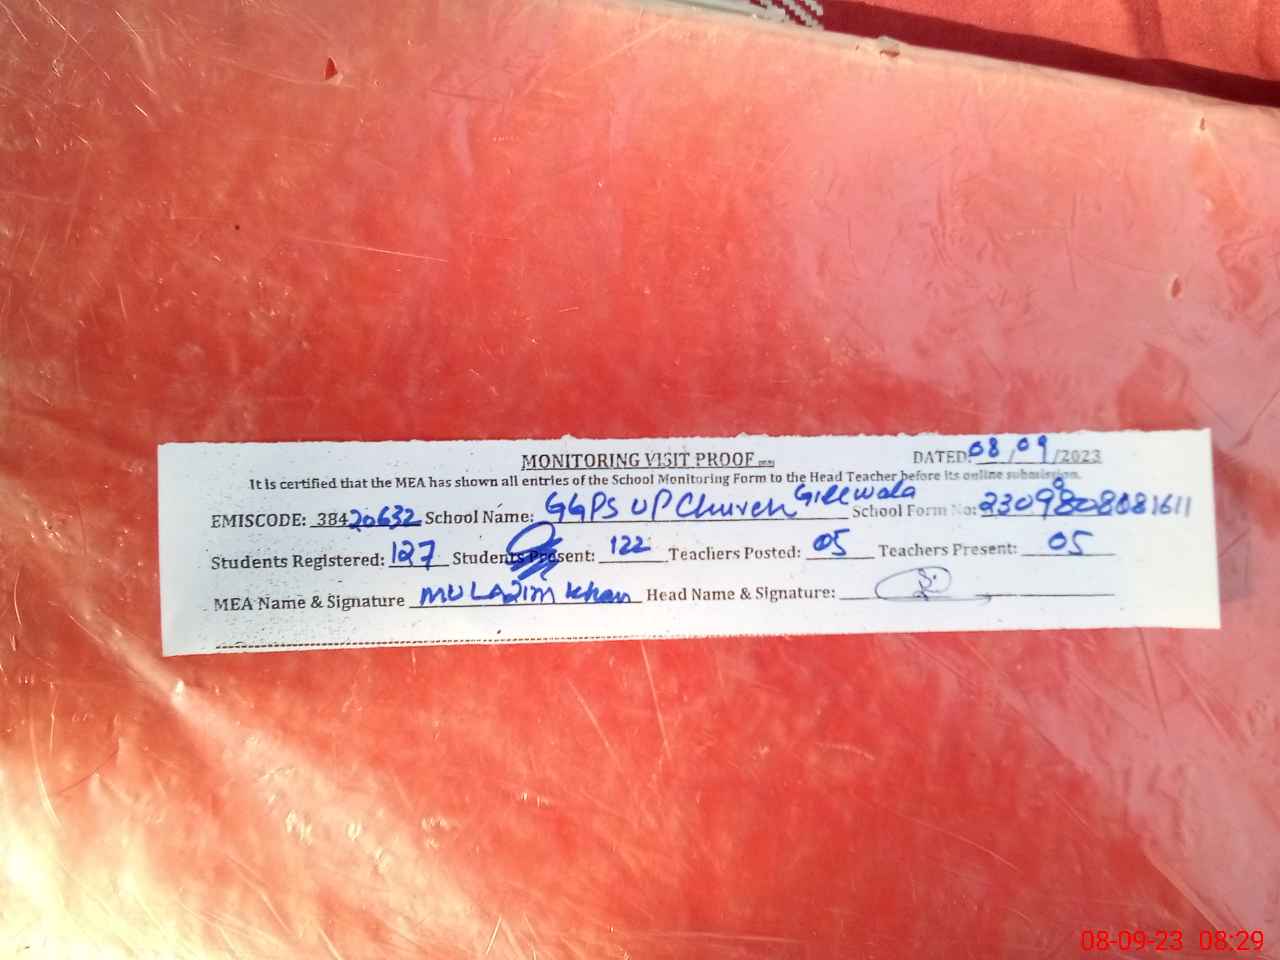 MONITORING VISIT PROOF
DATED: 08/09/2023
It is certified that the MEA has shown all entries of the School Monitoring Form to the Head Teacher before its online submission.
EMISCODE: 38420632 School Name: GGPS UP Church Gillwala School Form No:
Students Registered: 127 Students Present: 122 Teachers Posted: 05 Teachers Present: 05
MEA Name & Signature MULAZIM Khan Head Name & Signature:
08-09-23 08:29